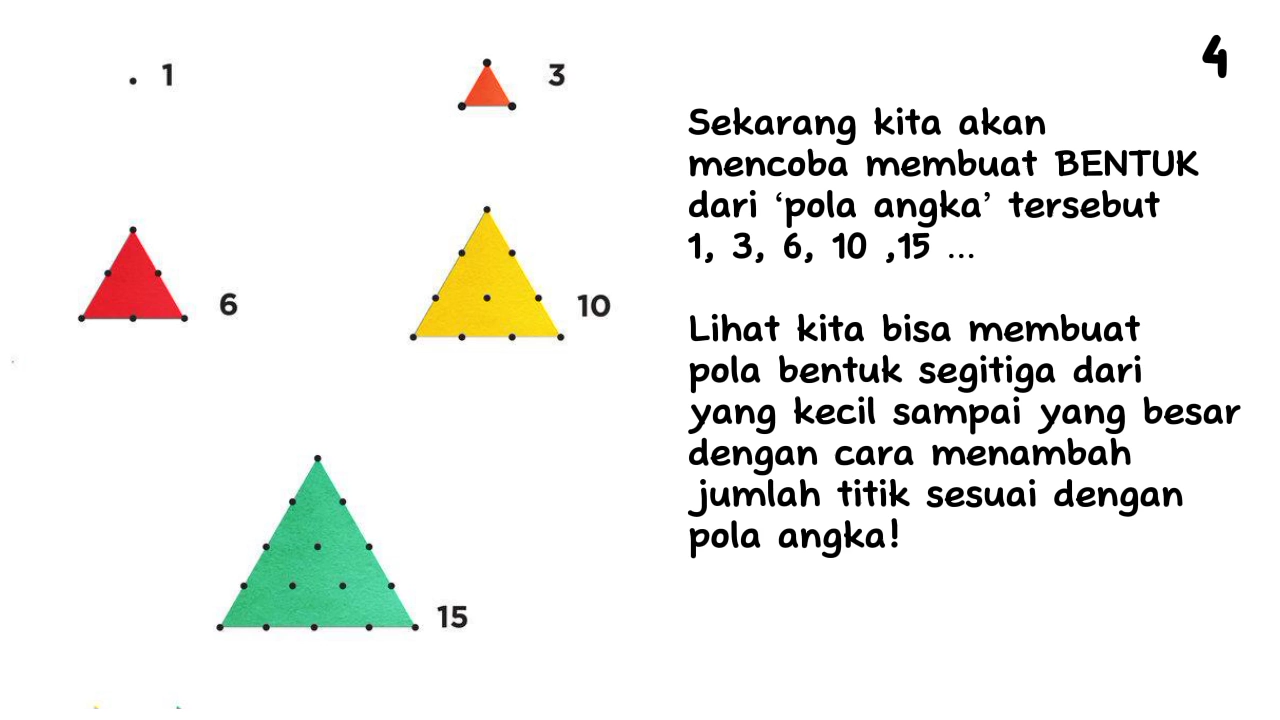 1
3
6
10
15
4
Sekarang kita akan
mencoba membuat BENTUK
dari ‘pola angka’ tersebut
1, 3, 6, 10 ,15 ...
Lihat kita bisa membuat
pola bentuk segitiga dari
yang kecil sampai yang besar
dengan cara menambah
jumlah titik sesuai dengan
pola angka!